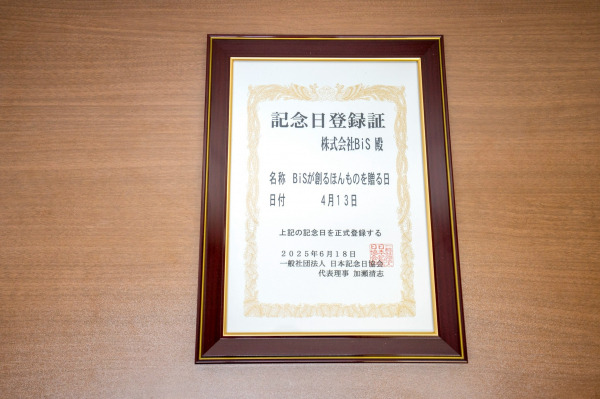 記念日登録証
株式会社BiS 殿
名称 BiSが創るほんものを贈る日
日付 4月13日
上記の記念日を正式登録する
2025年6月18日
一般社団法人 日本記念日協会
代表理事 加瀬清志